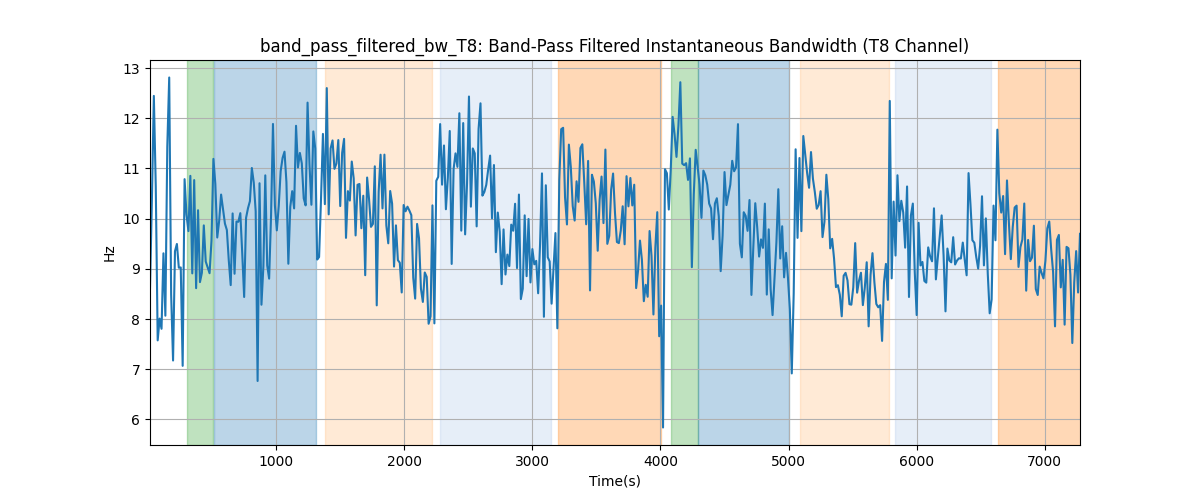 band_pass_filtered_bw_T8: Band-Pass Filtered Instantaneous Bandwidth (T8 Channel)
13
12
11
10
9
8
7
6
Hz
1000 2000 3000 4000 5000 6000 7000
Time(s)